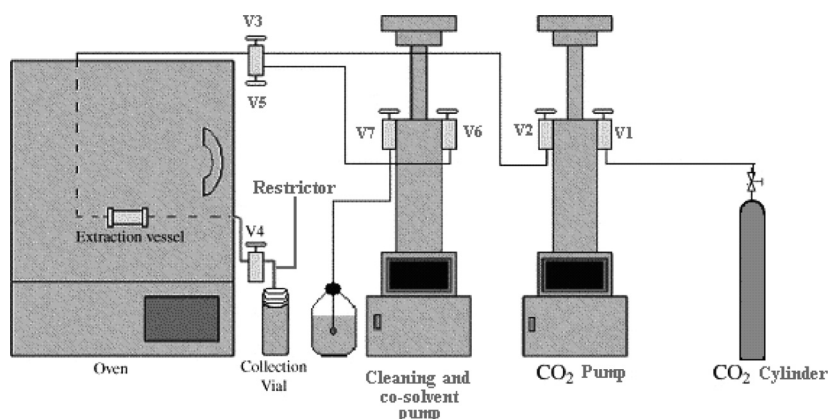 V3
V5
V7
V6
V2
V1
Restrictor
Extraction vessel
V4
Oven
Collection
Vial
Cleaning and
co-solvent
pump
CO₂ Pump
CO₂ Cylinder